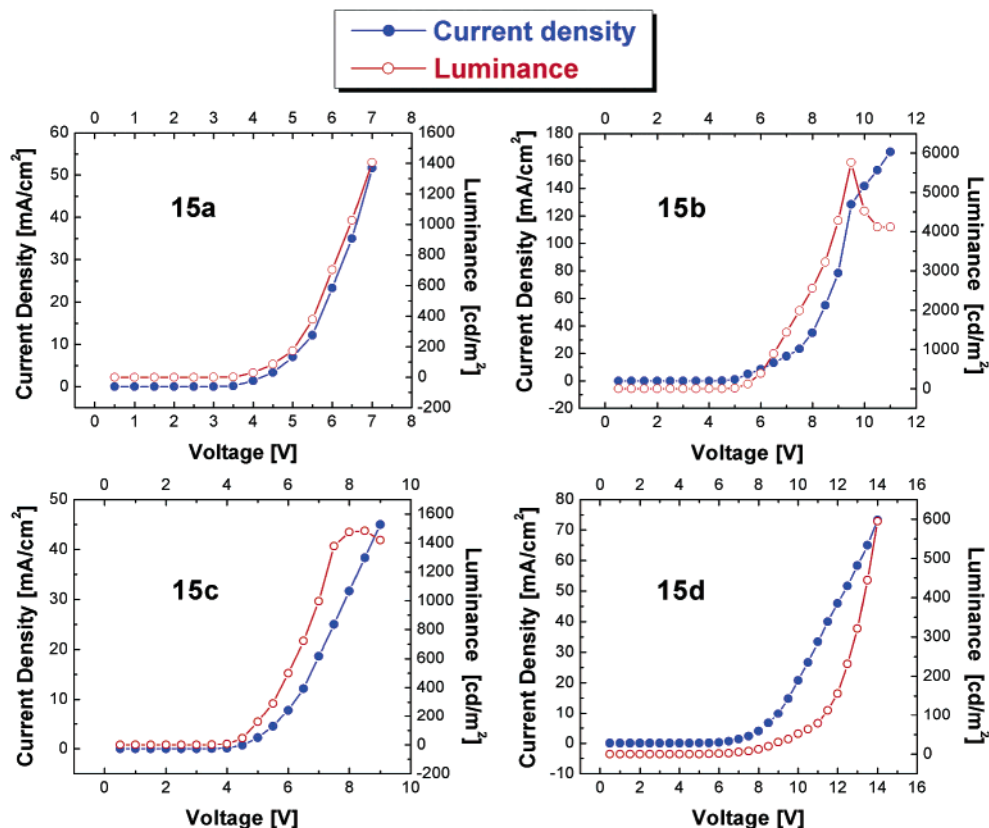 Current density
Luminance
0 1 2 3 4 5 6 7 8
60
50
40
30
20
10
0
Current Density [mA/cm²]
15a
1600
1400
1200
1000
800
600
400
200
0
-200
Luminance [cd/m²]
0 1 2 3 4 5 6 7 8
Voltage [V]
0 2 4 6 8 10 12
180
160
140
120
100
80
60
40
20
0
-20
Current Density [mA/cm²]
15b
6000
5000
4000
3000
2000
1000
0
Luminance [cd/m²]
0 2 4 6 8 10 12
Voltage [V]
0 2 4 6 8 10
50
40
30
20
10
0
Current Density [mA/cm²]
15c
1600
1400
1200
1000
800
600
400
200
0
-200
Luminance [cd/m²]
0 2 4 6 8 10
Voltage [V]
0 2 4 6 8 10 12 14 16
80
70
60
50
40
30
20
10
0
-10
Current Density [mA/cm²]
15d
600
500
400
300
200
100
0
Luminance [cd/m²]
0 2 4 6 8 10 12 14 16
Voltage [V]